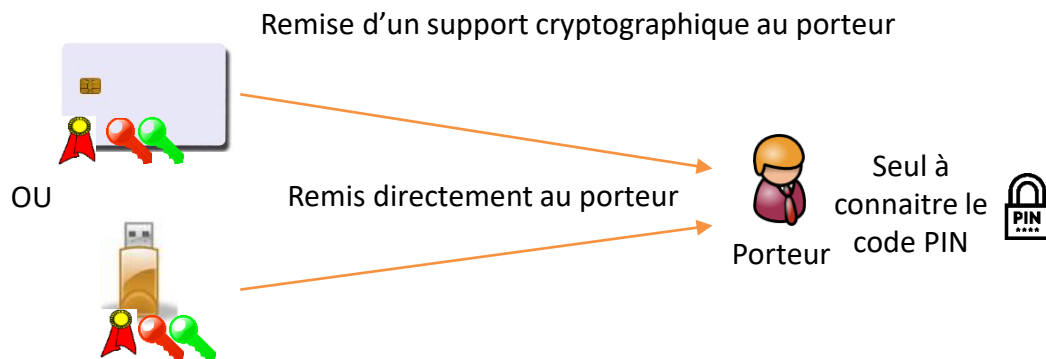 Remise d'un support cryptographique au porteur
OU
Remis directement au porteur
Porteur
Seul à
connaitre le
code PIN
PIN
****